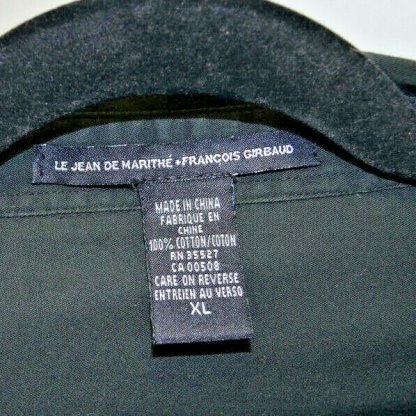 LE JEAN DE MARITHÉ + FRANÇOIS GIRBAUD
MADE IN CHINA
FABRIQUE EN
CHINE
100% COTTON/COTON
RN 35527
CA 00508
CARE ON REVERSE
ENTREIEN AU VERSO
XL